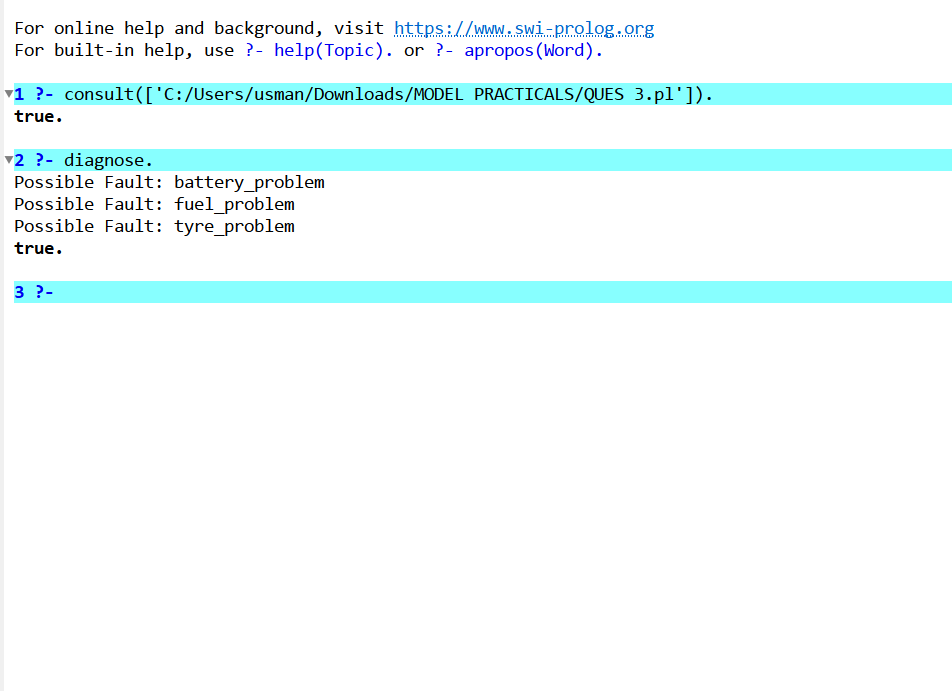 For online help and background, visit https://www.swi-prolog.org
For built-in help, use ?- help(Topic). or ?- apropos(Word).
1 ?- consult(['C:/Users/usman/Downloads/MODEL PRACTICALS/QUES 3.pl']).
true.
2 ?- diagnose.
Possible Fault: battery_problem
Possible Fault: fuel_problem
Possible Fault: tyre_problem
true.
3 ?-